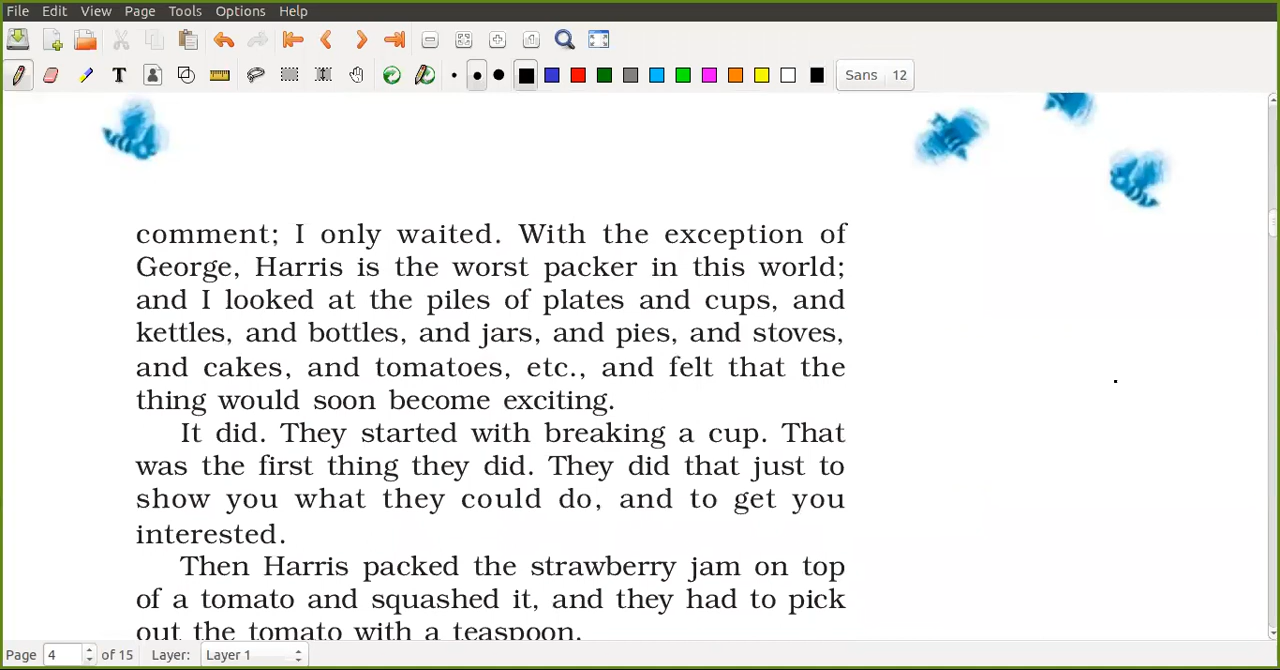 File Edit View Page Tools Options Help
Sans 12
comment; I only waited. With the exception of
George, Harris is the worst packer in this world;
and I looked at the piles of plates and cups, and
kettles, and bottles, and jars, and pies, and stoves,
and cakes, and tomatoes, etc., and felt that the
thing would soon become exciting.
It did. They started with breaking a cup. That
was the first thing they did. They did that just to
show you what they could do, and to get you
interested.
Then Harris packed the strawberry jam on top
of a tomato and squashed it, and they had to pick
out the tomato with a teaspoon.
Page 4 of 15 Layer: Layer 1